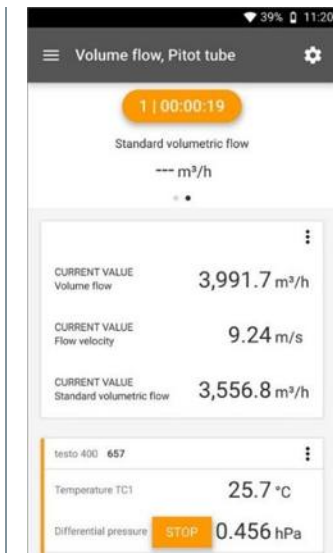 39% 11:20
Volume flow, Pitot tube
1 | 00:00:19
Standard volumetric flow
--- m³/h
CURRENT VALUE
Volume flow 3,991.7 m³/h
CURRENT VALUE
Flow velocity 9.24 m/s
CURRENT VALUE
Standard volumetric flow 3,556.8 m³/h
testo 400 657
Temperature TC1 25.7 °C
Differential pressure STOP 0.456 hPa